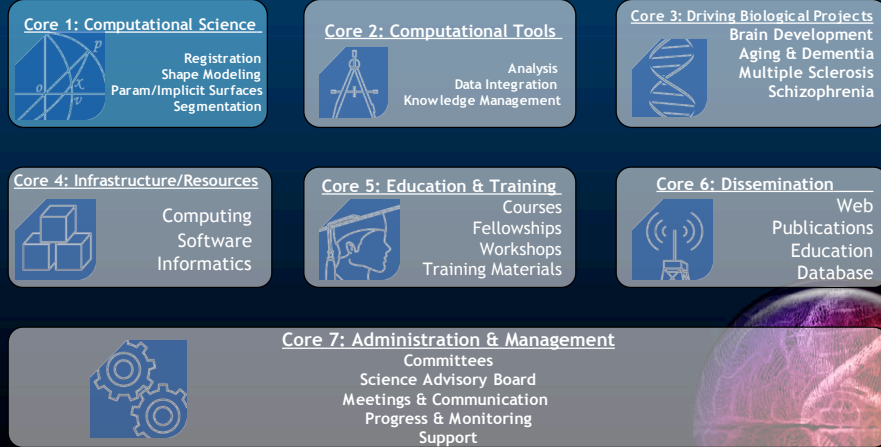 Core 1: Computational Science
Registration
Shape Modeling
Param/Implicit Surfaces
Segmentation
Core 2: Computational Tools
Analysis
Data Integration
Knowledge Management
Core 3: Driving Biological Projects
Brain Development
Aging & Dementia
Multiple Sclerosis
Schizophrenia
Core 4: Infrastructure/Resources
Computing
Software
Informatics
Core 5: Education & Training
Courses
Fellowships
Workshops
Training Materials
Core 6: Dissemination
Web
Publications
Education
Database
Core 7: Administration & Management
Committees
Science Advisory Board
Meetings & Communication
Progress & Monitoring
Support